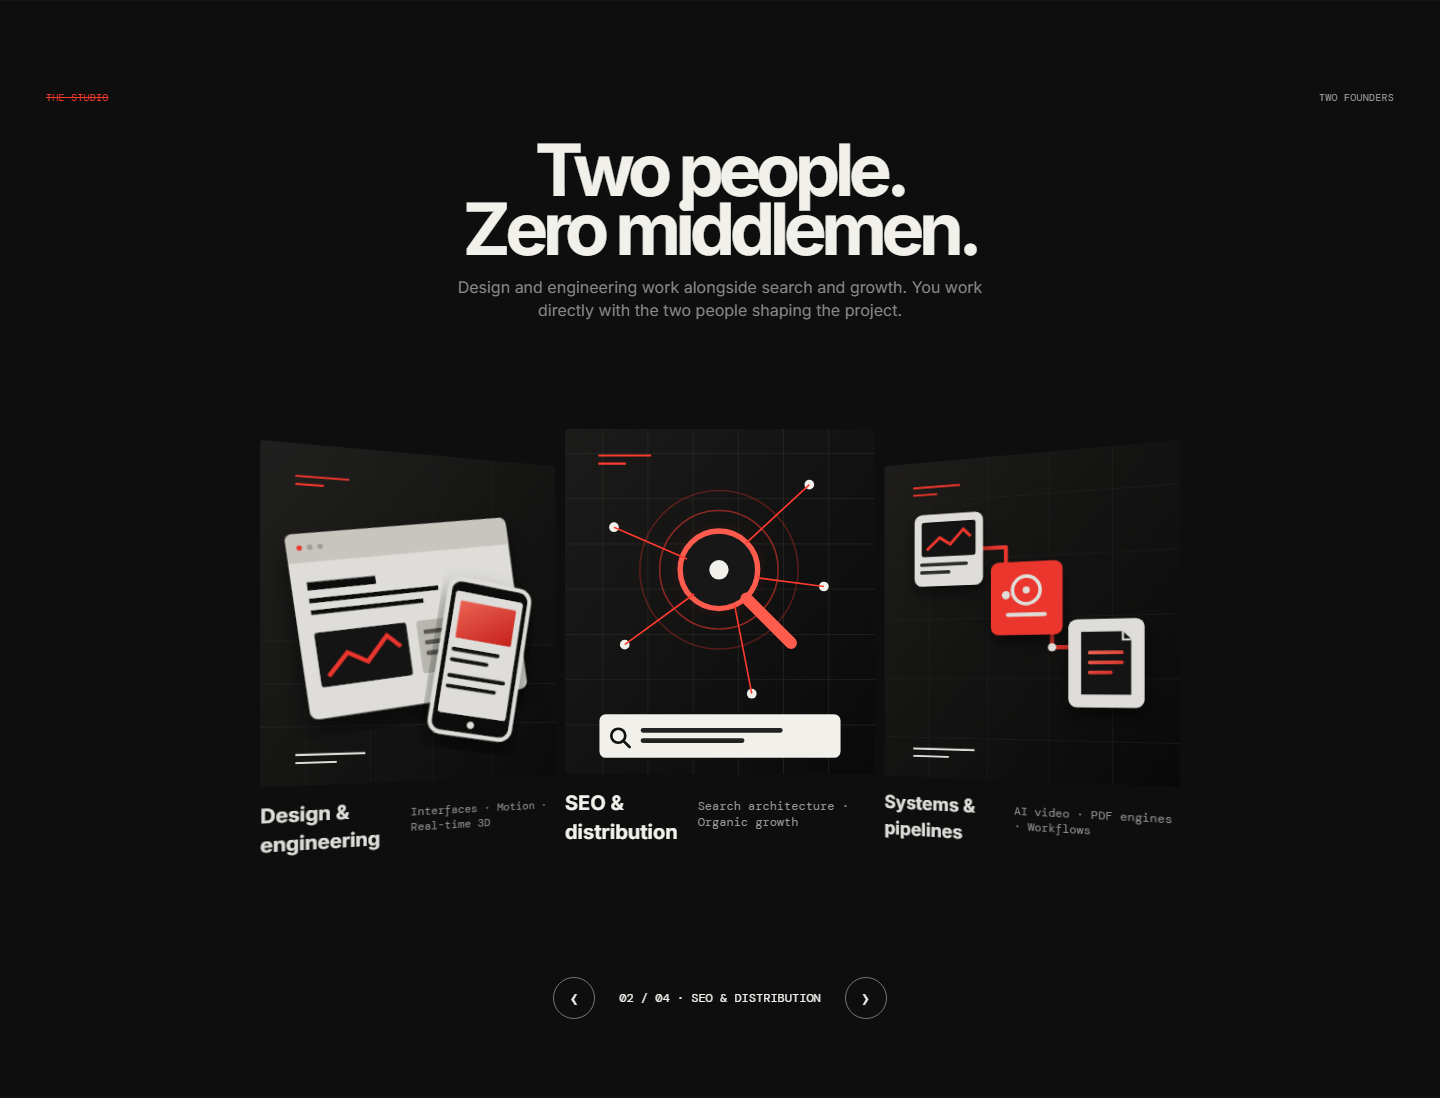 THE STUDIO
TWO FOUNDERS
Two people.
Zero middlemen.
Design and engineering work alongside search and growth. You work
directly with the two people shaping the project.
Design &
engineering
Interfaces · Motion ·
Real-time 3D
SEO &
distribution
Search architecture ·
Organic growth
Systems &
pipelines
AI video · PDF engines
· Workflows
❮
02 / 04 · SEO & DISTRIBUTION
❯